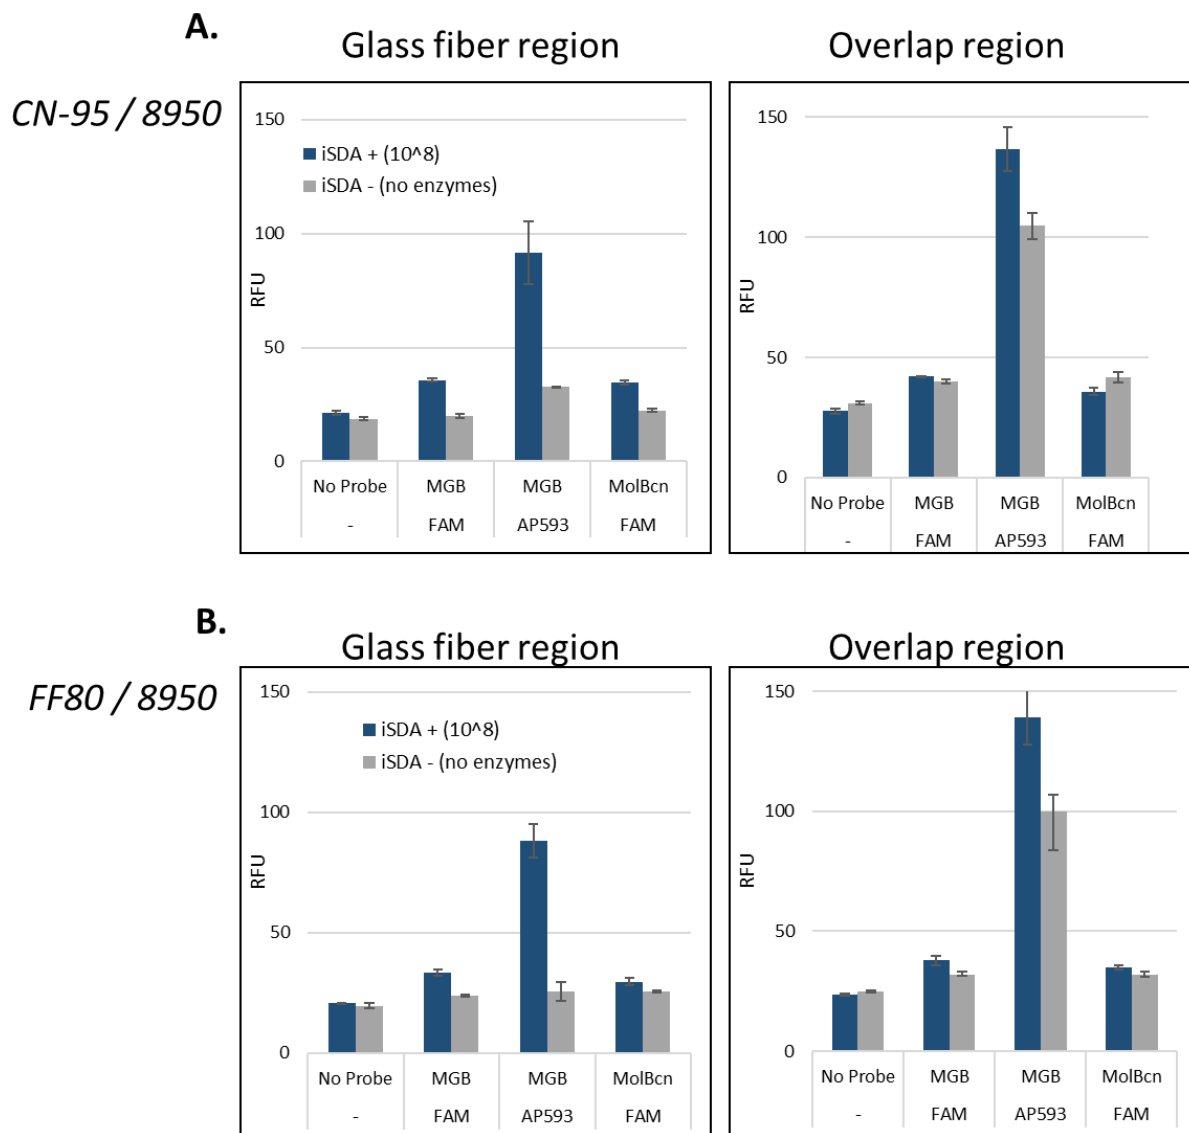 A.
Glass fiber region
Overlap region
CN-95 / 8950
150
100
50
0
RFU
iSDA + (10^8)
iSDA - (no enzymes)
No Probe MGB MGB MolBcn
- FAM AP593 FAM
150
100
50
0
RFU
No Probe MGB MGB MolBcn
- FAM AP593 FAM
B.
Glass fiber region
Overlap region
FF80 / 8950
150
100
50
0
RFU
iSDA + (10^8)
iSDA - (no enzymes)
No Probe MGB MGB MolBcn
- FAM AP593 FAM
150
100
50
0
RFU
No Probe MGB MGB MolBcn
- FAM AP593 FAM